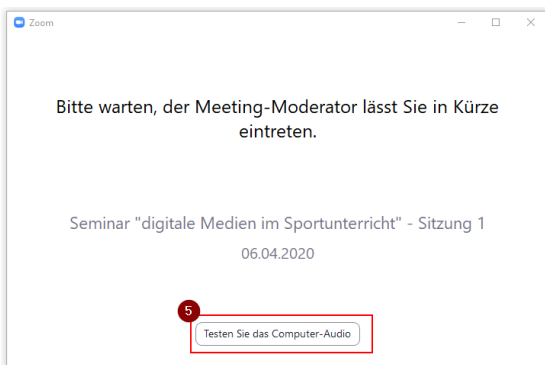 Zoom
Bitte warten, der Meeting-Moderator lässt Sie in Kürze
eintreten.
Seminar "digitale Medien im Sportunterricht" - Sitzung 1
06.04.2020
5
Testen Sie das Computer-Audio